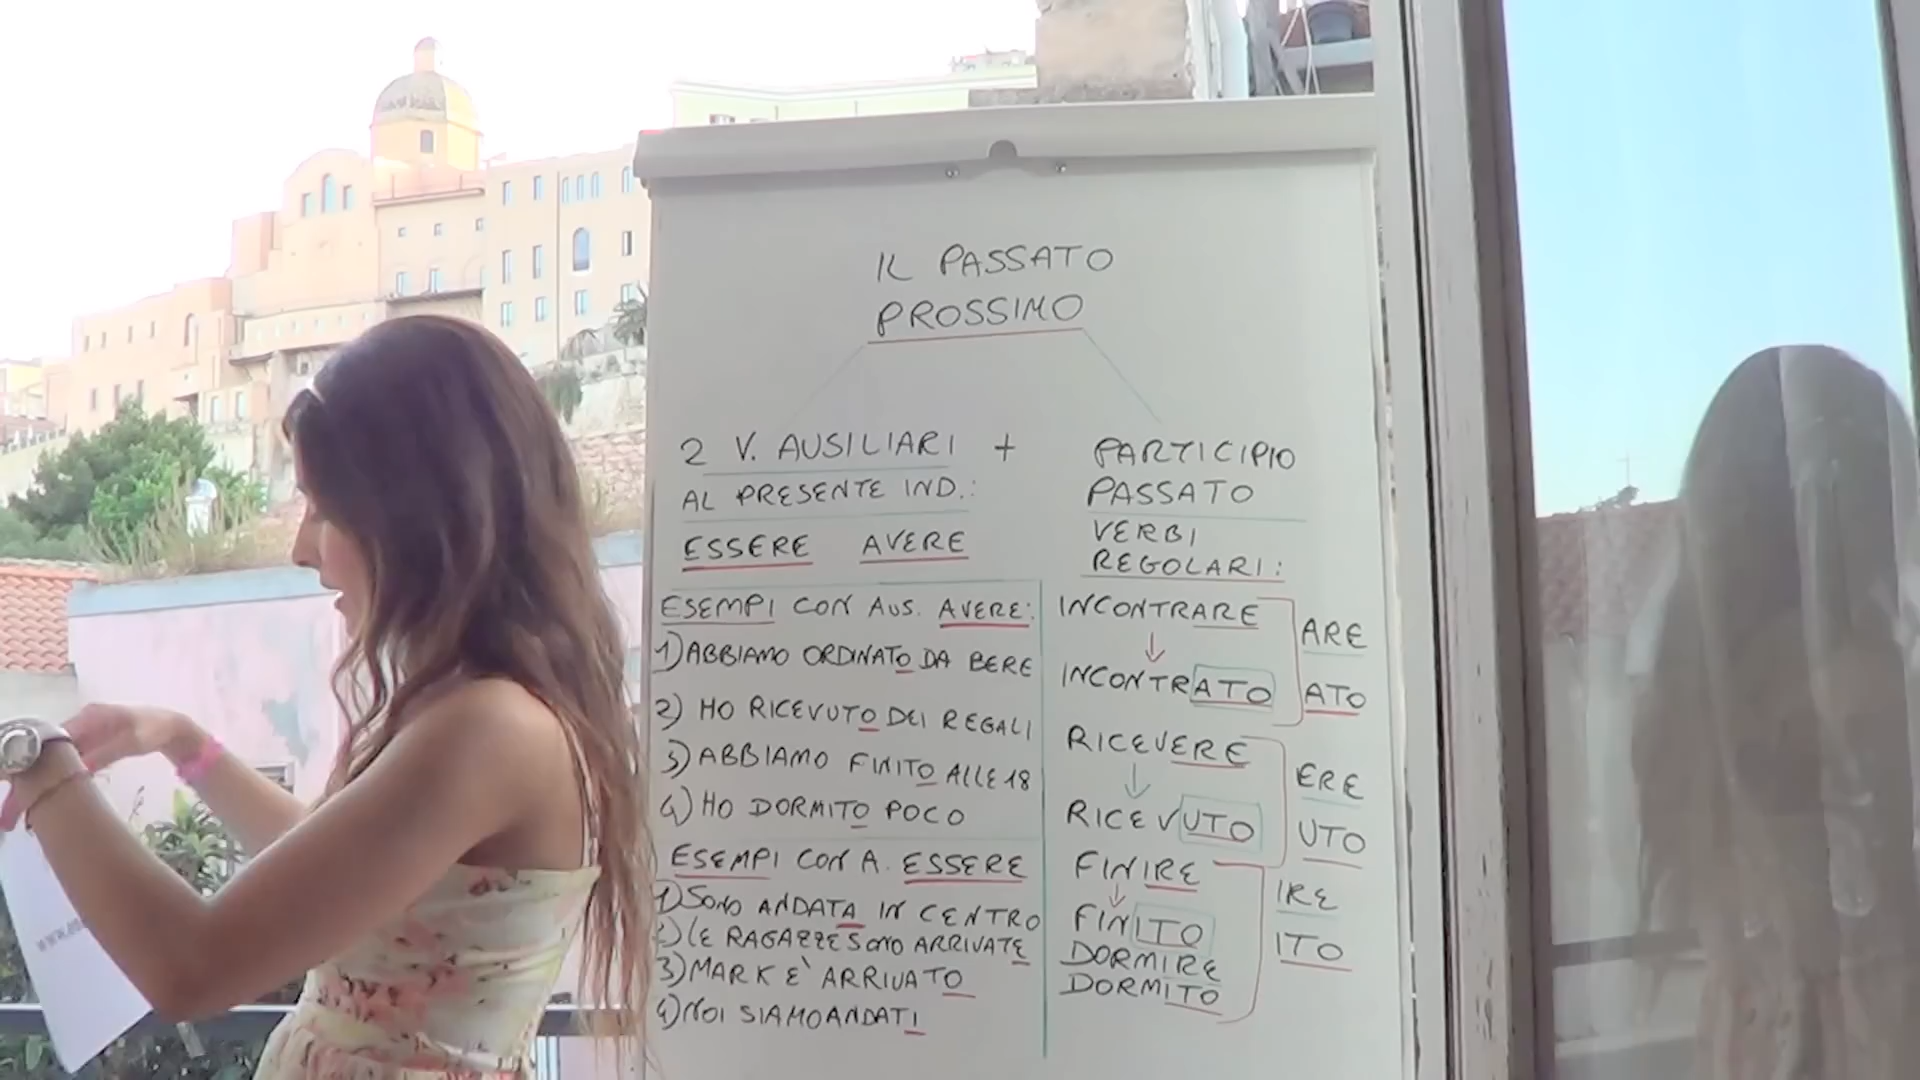 IL PASSATO
PROSSIMO
2 V. AUSILIARI +
AL PRESENTE IND.:
ESSERE AVERE
ESEMPI CON AUS. AVERE:
1) ABBIAMO ORDINATO DA BERE
2) HO RICEVUTO DEI REGALI
3) ABBIAMO FINITO ALLE 18
4) HO DORMITO POCO
ESEMPI CON A. ESSERE
1) SONO ANDATA IN CENTRO
2) LE RAGAZZE SONO ARRIVATE
3) MARK E` ARRIVATO
4) NOI SIAMO ANDATI
PARTICIPIO
PASSATO
VERBI
REGOLARI:
INCONTRARE
INCONTRATO
ARE
ATO
RICEVERE
RICEVUTO
ERE
UTO
FINIRE
FINITO
DORMIRE
DORMITO
IRE
ITO